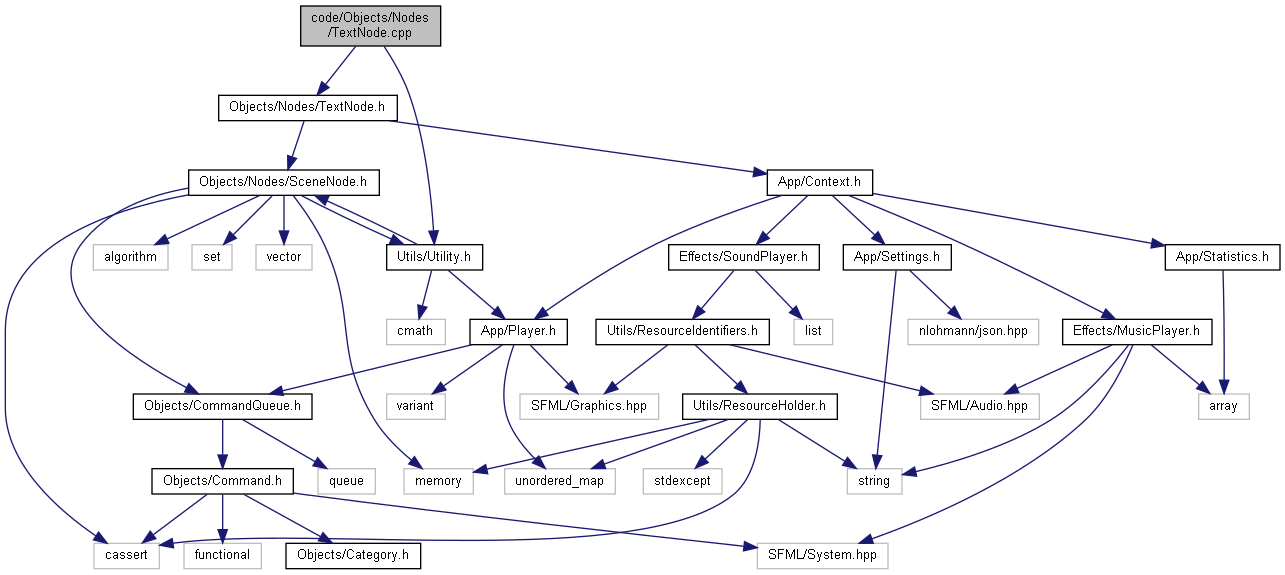 code/Objects/Nodes
/TextNode.cpp
Objects/Nodes/TextNode.h
Objects/Nodes/SceneNode.h
App/Context.h
algorithm
set
vector
Utils/Utility.h
Effects/SoundPlayer.h
App/Settings.h
App/Statistics.h
cmath
App/Player.h
Utils/ResourceIdentifiers.h
list
nlohmann/json.hpp
Effects/MusicPlayer.h
Objects/CommandQueue.h
variant
SFML/Graphics.hpp
Utils/ResourceHolder.h
SFML/Audio.hpp
array
Objects/Command.h
queue
memory
unordered_map
stdexcept
string
cassert
functional
Objects/Category.h
SFML/System.hpp